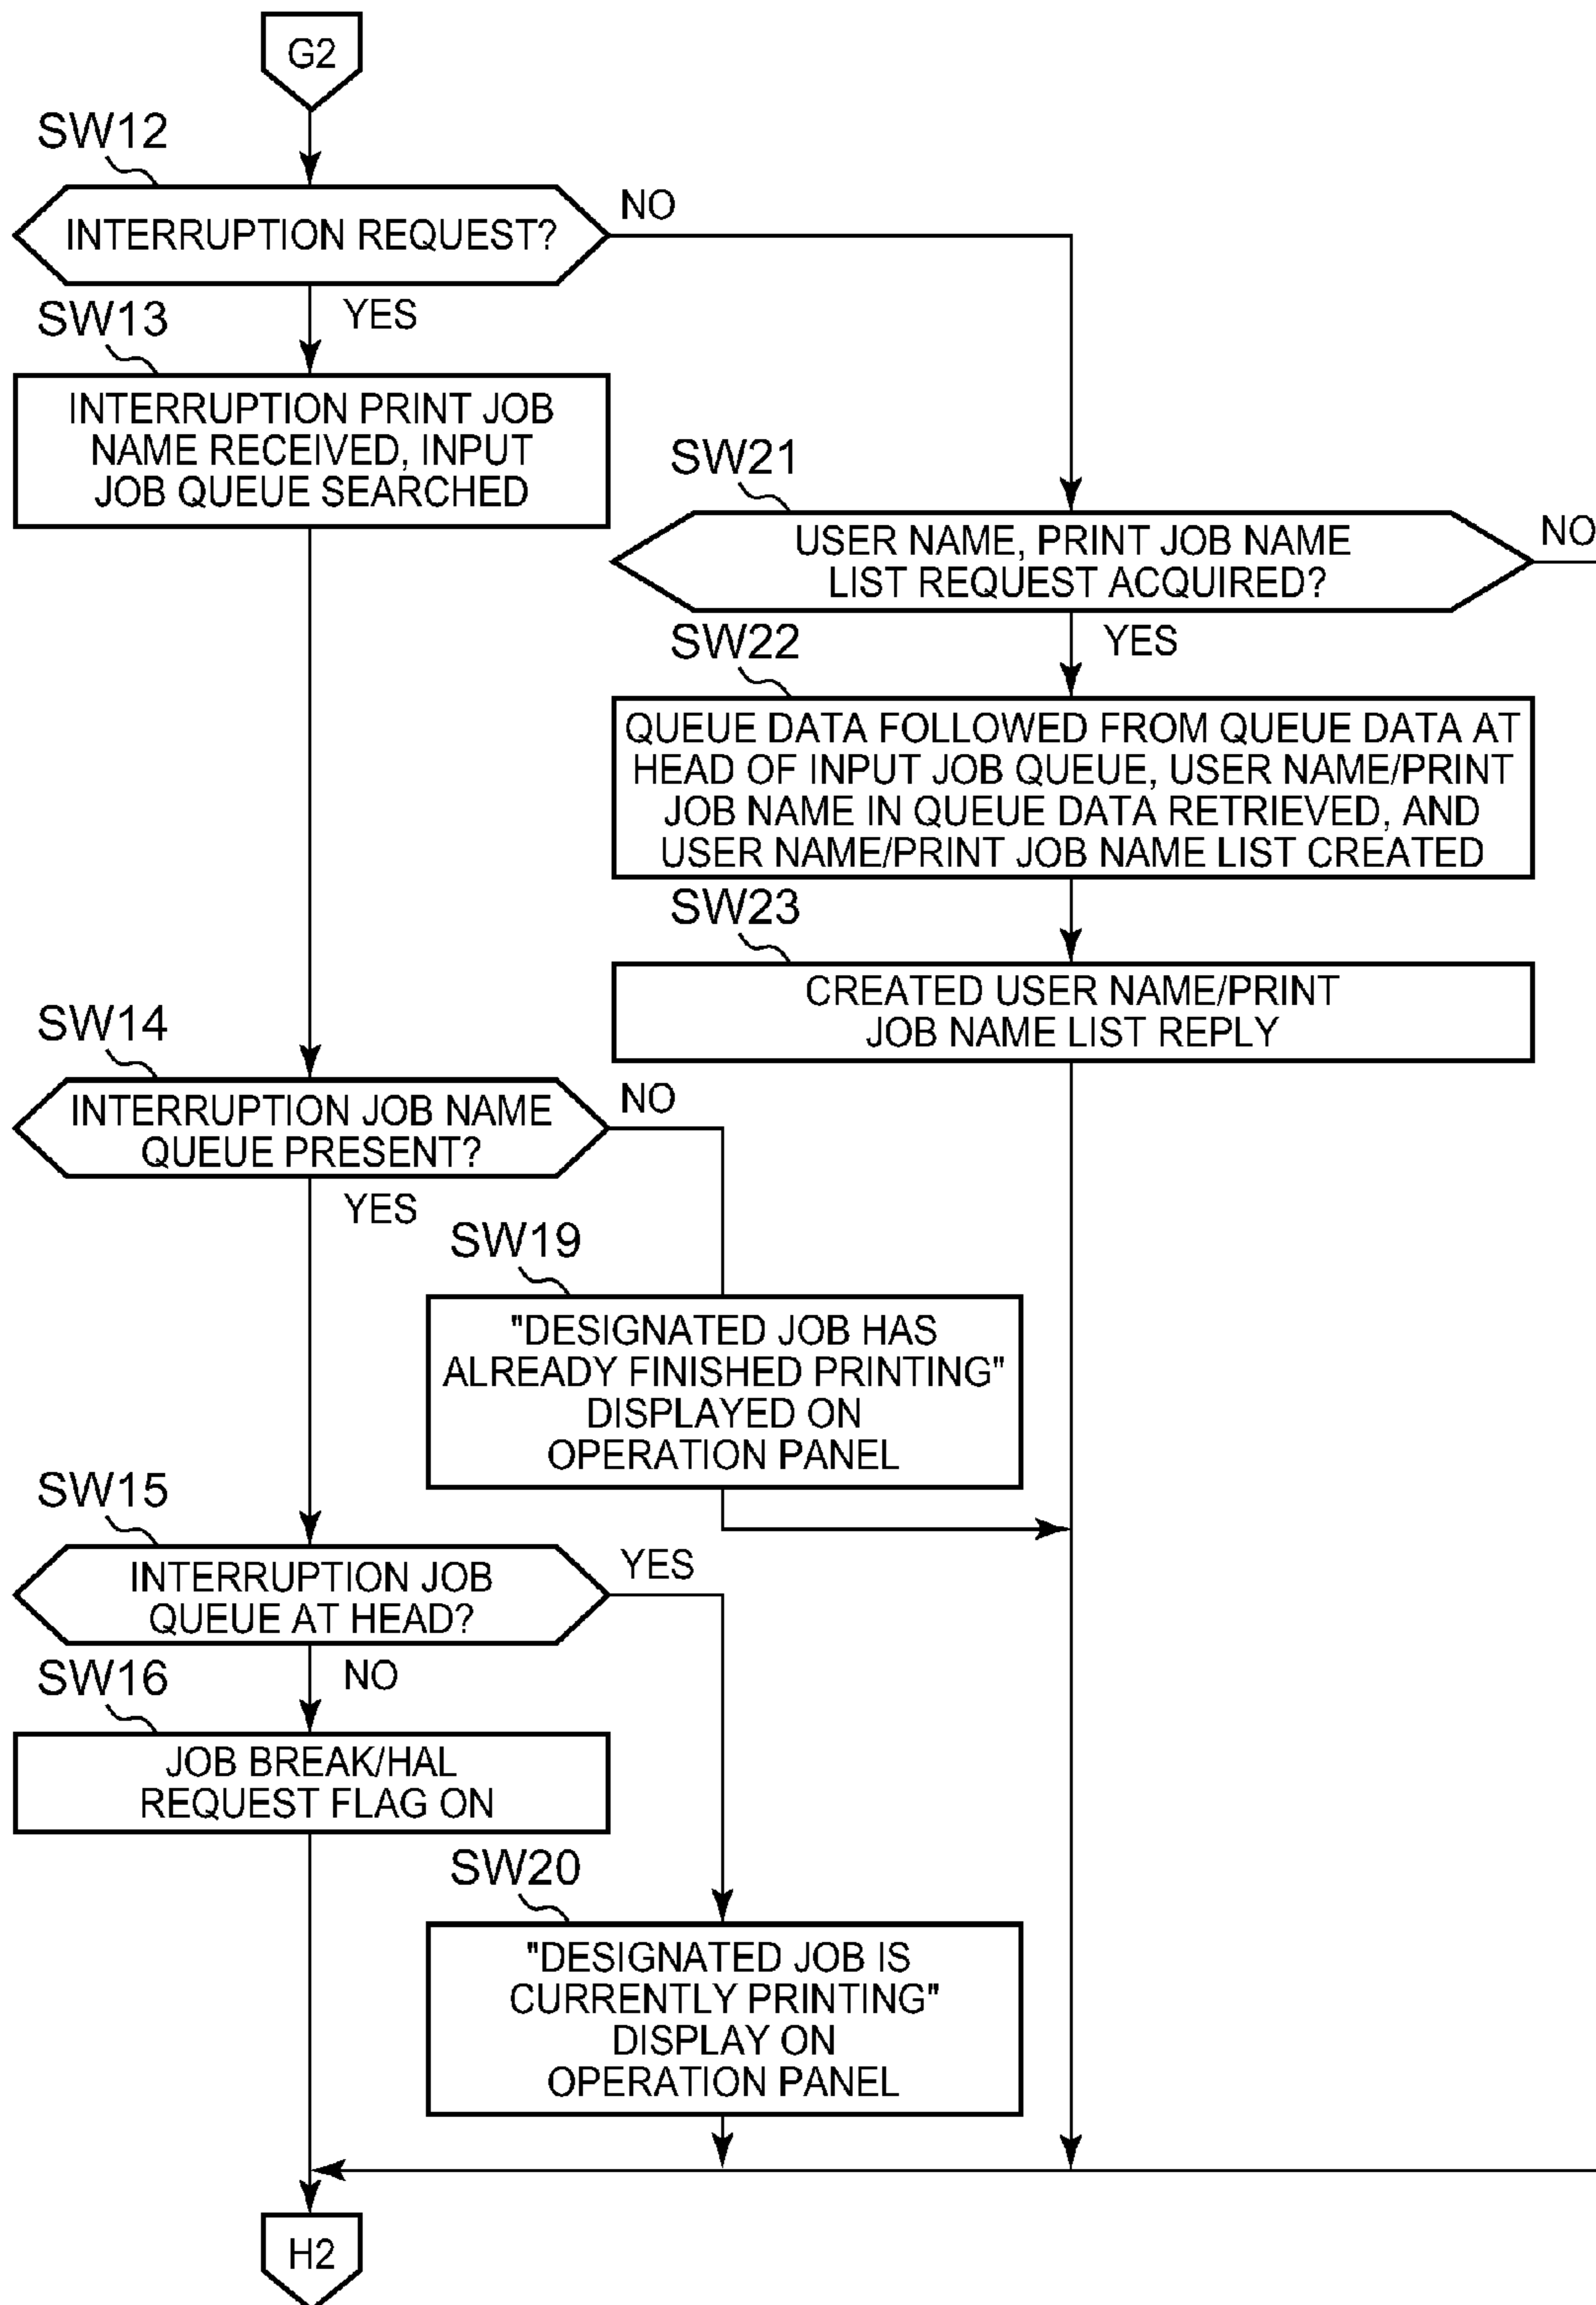 G2
SW12
INTERRUPTION REQUEST?
NO
YES
SW13
INTERRUPTION PRINT JOB
NAME RECEIVED, INPUT
JOB QUEUE SEARCHED
SW21
USER NAME, PRINT JOB NAME
LIST REQUEST ACQUIRED?
NO
YES
SW22
QUEUE DATA FOLLOWED FROM QUEUE DATA AT
HEAD OF INPUT JOB QUEUE, USER NAME/PRINT
JOB NAME IN QUEUE DATA RETRIEVED, AND
USER NAME/PRINT JOB NAME LIST CREATED
SW23
CREATED USER NAME/PRINT
JOB NAME LIST REPLY
SW14
INTERRUPTION JOB NAME
QUEUE PRESENT?
NO
YES
SW19
"DESIGNATED JOB HAS
ALREADY FINISHED PRINTING"
DISPLAYED ON
OPERATION PANEL
SW15
INTERRUPTION JOB
QUEUE AT HEAD?
YES
NO
SW16
JOB BREAK/HAL
REQUEST FLAG ON
SW20
"DESIGNATED JOB IS
CURRENTLY PRINTING"
DISPLAY ON
OPERATION PANEL
H2